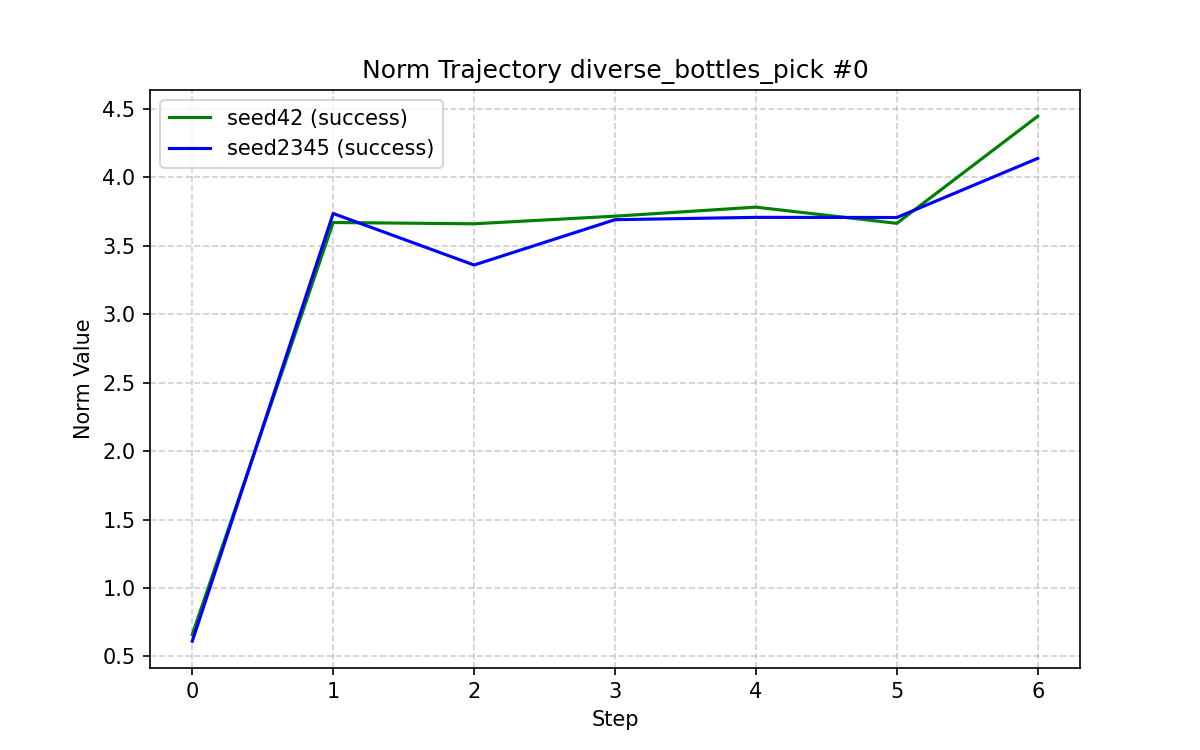 Norm Trajectory diverse_bottles_pick #0
seed42 (success)
seed2345 (success)
Norm Value
4.5
4.0
3.5
3.0
2.5
2.0
1.5
1.0
0.5
0 1 2 3 4 5 6
Step